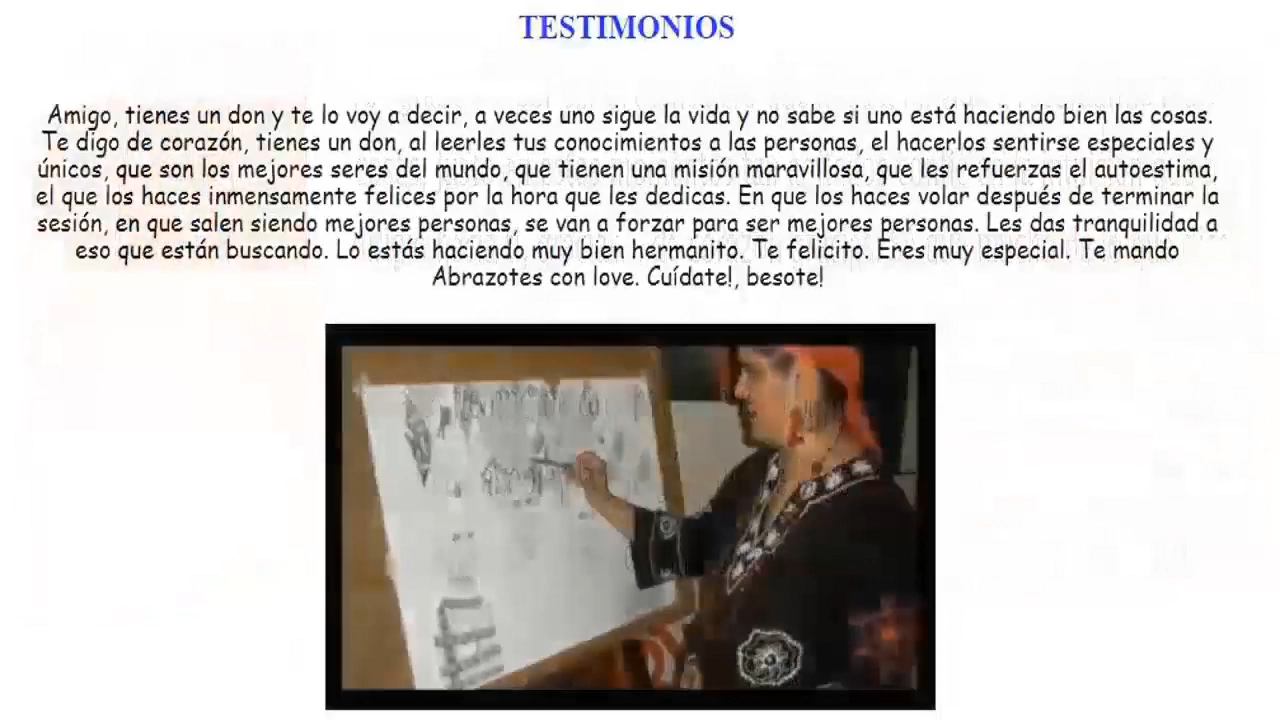 TESTIMONIOS
Amigo, tienes un don y te lo voy a decir, a veces uno sigue la vida y no sabe si uno está haciendo bien las cosas.
Te digo de corazón, tienes un don, al leerles tus conocimientos a las personas, el hacerlos sentirse especiales y
únicos, que son los mejores seres del mundo, que tienen una misión maravillosa, que les refuerzas el autoestima,
el que los haces inmensamente felices por la hora que les dedicas. En que los haces volar después de terminar la
sesión, en que salen siendo mejores personas, se van a forzar para ser mejores personas. Les das tranquilidad a
eso que están buscando. Lo estás haciendo muy bien hermanito. Te felicito. Eres muy especial. Te mando
Abrazotes con love. Cuídate!, besote!